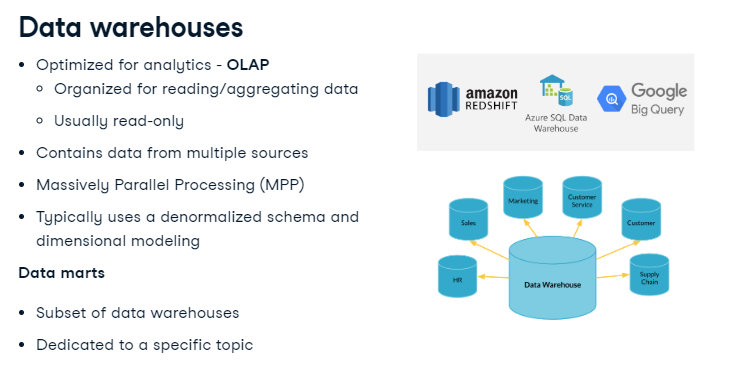 Data warehouses
Optimized for analytics - OLAP
Organized for reading/aggregating data
Usually read-only
Contains data from multiple sources
Massively Parallel Processing (MPP)
Typically uses a denormalized schema and
dimensional modeling
Data marts
Subset of data warehouses
Dedicated to a specific topic
amazon
REDSHIFT
SQL
Azure SQL Data
Warehouse
Google
Big Query
Marketing
Customer
Service
Sales
Customer
HR
Data Warehouse
Supply
Chain